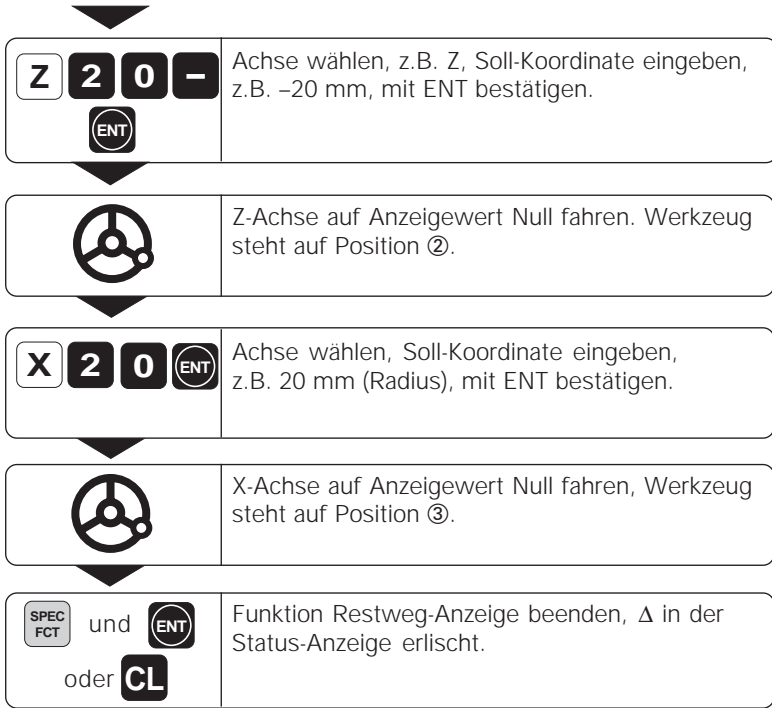 Z 2 0 –
ENT
Achse wählen, z.B. Z, Soll-Koordinate eingeben,
z.B. –20 mm, mit ENT bestätigen.
Z-Achse auf Anzeigewert Null fahren. Werkzeug
steht auf Position ②.
X 2 0 ENT
Achse wählen, Soll-Koordinate eingeben,
z.B. 20 mm (Radius), mit ENT bestätigen.
X-Achse auf Anzeigewert Null fahren, Werkzeug
steht auf Position ③.
SPEC
FCT und ENT
oder CL
Funktion Restweg-Anzeige beenden, Δ in der
Status-Anzeige erlischt.